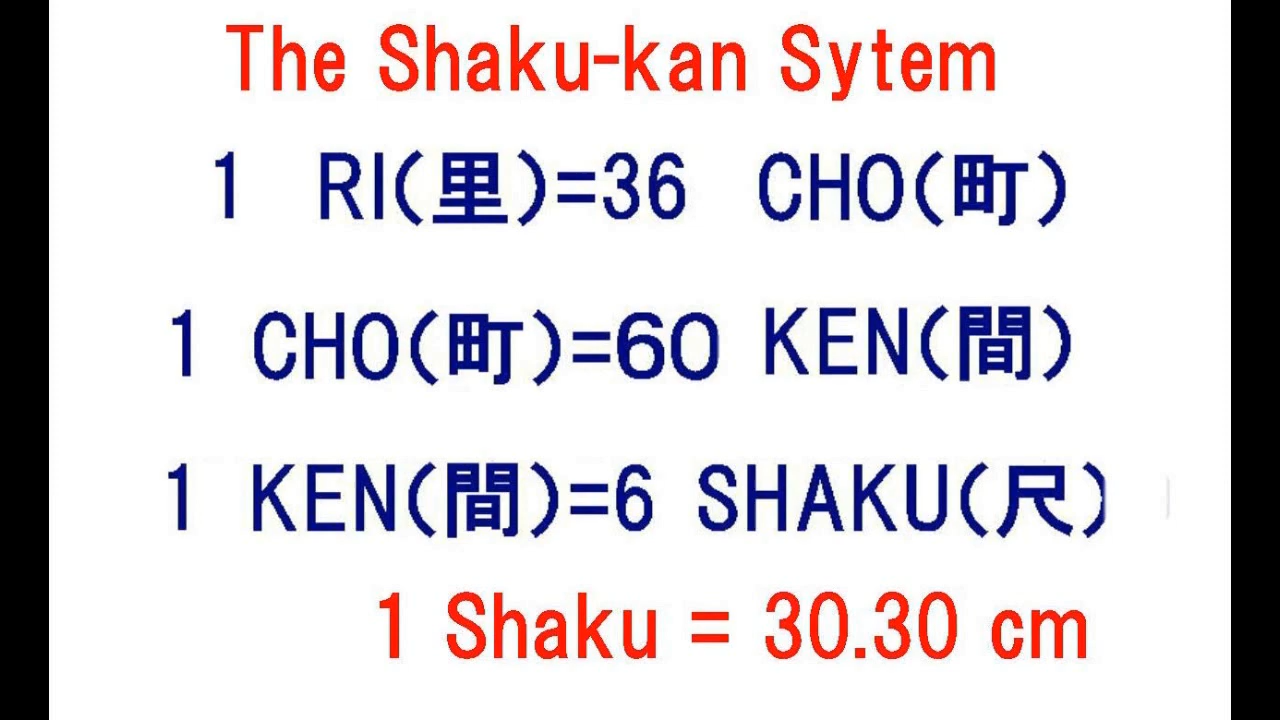 The Shaku-kan Sytem
1 RI(里)=36 CHO(町)
1 CHO(町)=60 KEN(間)
1 KEN(間)=6 SHAKU(尺)
1 Shaku = 30.30 cm